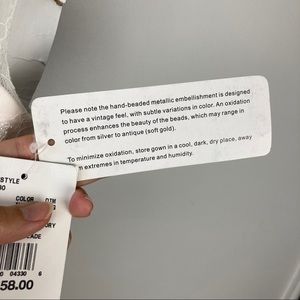 Please note the hand-beaded metallic embellishment is designed
to have a vintage feel, with subtle variations in color. An oxidation
process enhances the beauty of the beads, which may range in
color from silver to antique (soft gold).
To minimize oxidation, store gown in a cool, dark, dry place, away
extremes in temperature and humidity.
STYLE
COLOR DIM
04330 6
58.00